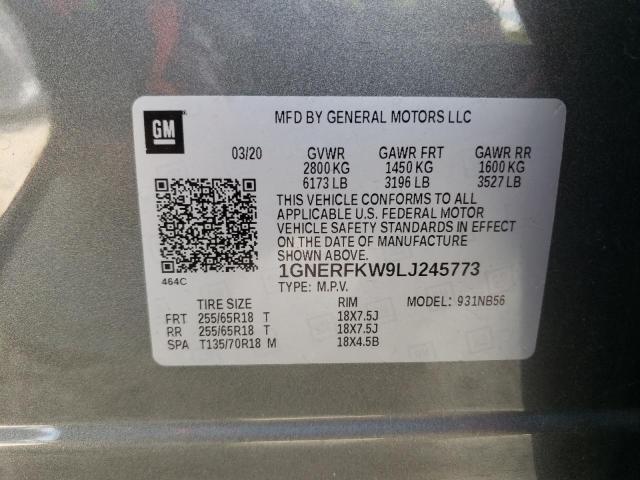 GM
MFD BY GENERAL MOTORS LLC
03/20 GVWR GAWR FRT GAWR RR
2800 KG 1450 KG 1600 KG
6173 LB 3196 LB 3527 LB
THIS VEHICLE CONFORMS TO ALL
APPLICABLE U.S. FEDERAL MOTOR
VEHICLE SAFETY STANDARDS IN EFFECT
ON THE DATE OF MANUFACTURE
SHOWN ABOVE.
1GNERFKW9LJ245773
464C
TYPE: M.P.V.
TIRE SIZE RIM MODEL: 931NB56
FRT 255/65R18 T 18X7.5J
RR 255/65R18 T 18X7.5J
SPA T135/70R18 M 18X4.5B